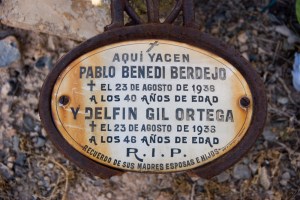 AQUI YACEN
PABLO BENEDI BERDEJO
✝ EL 23 DE AGOSTO DE 1936
A LOS 40 AÑOS DE EDAD
Y DELFIN GIL ORTEGA
✝ EL 23 DE AGOSTO DE 1936
A LOS 46 AÑOS DE EDAD
R.I.P.
RECUERDO DE SUS MADRES ESPOSAS E HIJOS